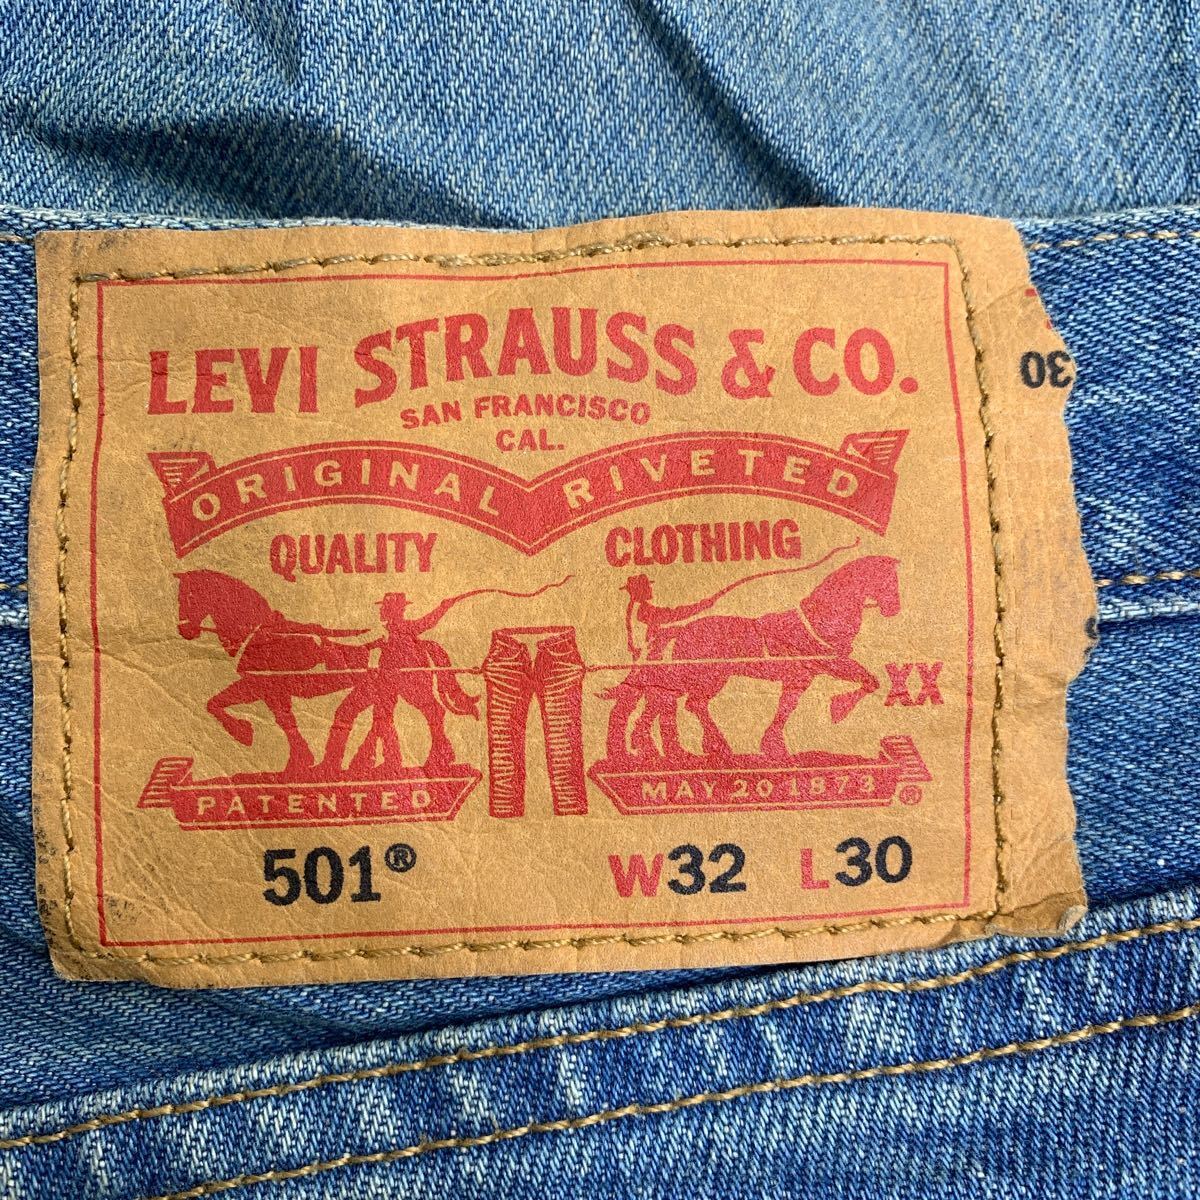 LEVI STRAUSS & CO.
SAN FRANCISCO
CAL.
ORIGINAL RIVETED
QUALITY CLOTHING
XX
PATENTED MAY 20 1873 ®
501® W32 L30
30